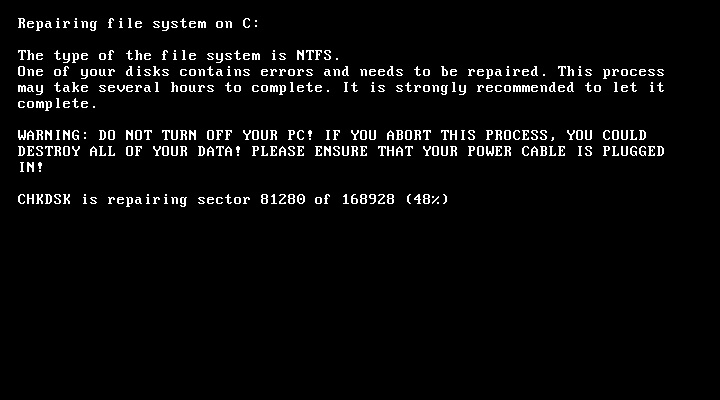 Repairing file system on C:
The type of the file system is NTFS.
One of your disks contains errors and needs to be repaired. This process
may take several hours to complete. It is strongly recommended to let it
complete.
WARNING: DO NOT TURN OFF YOUR PC! IF YOU ABORT THIS PROCESS, YOU COULD
DESTROY ALL OF YOUR DATA! PLEASE ENSURE THAT YOUR POWER CABLE IS PLUGGED
IN!
CHKDSK is repairing sector 81280 of 168928 (48%)